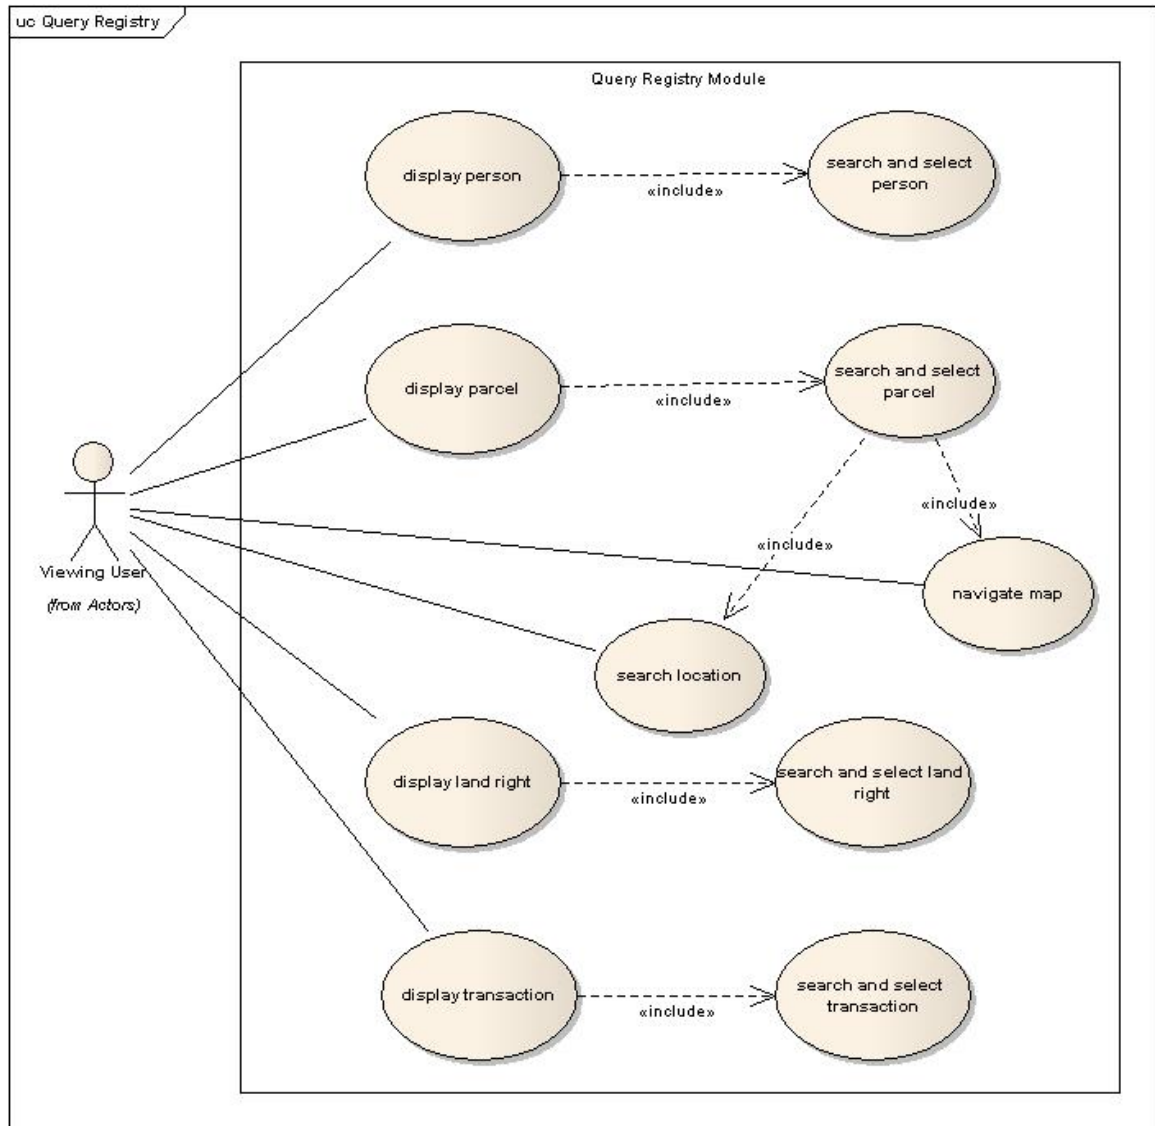 uc Query Registry
Query Registry Module
display person
«include»
search and select
person
display parcel
«include»
search and select
parcel
«include»
«include»
Viewing User
(from Actors)
navigate map
search location
display land right
«include»
search and select land
right
display transaction
«include»
search and select
transaction